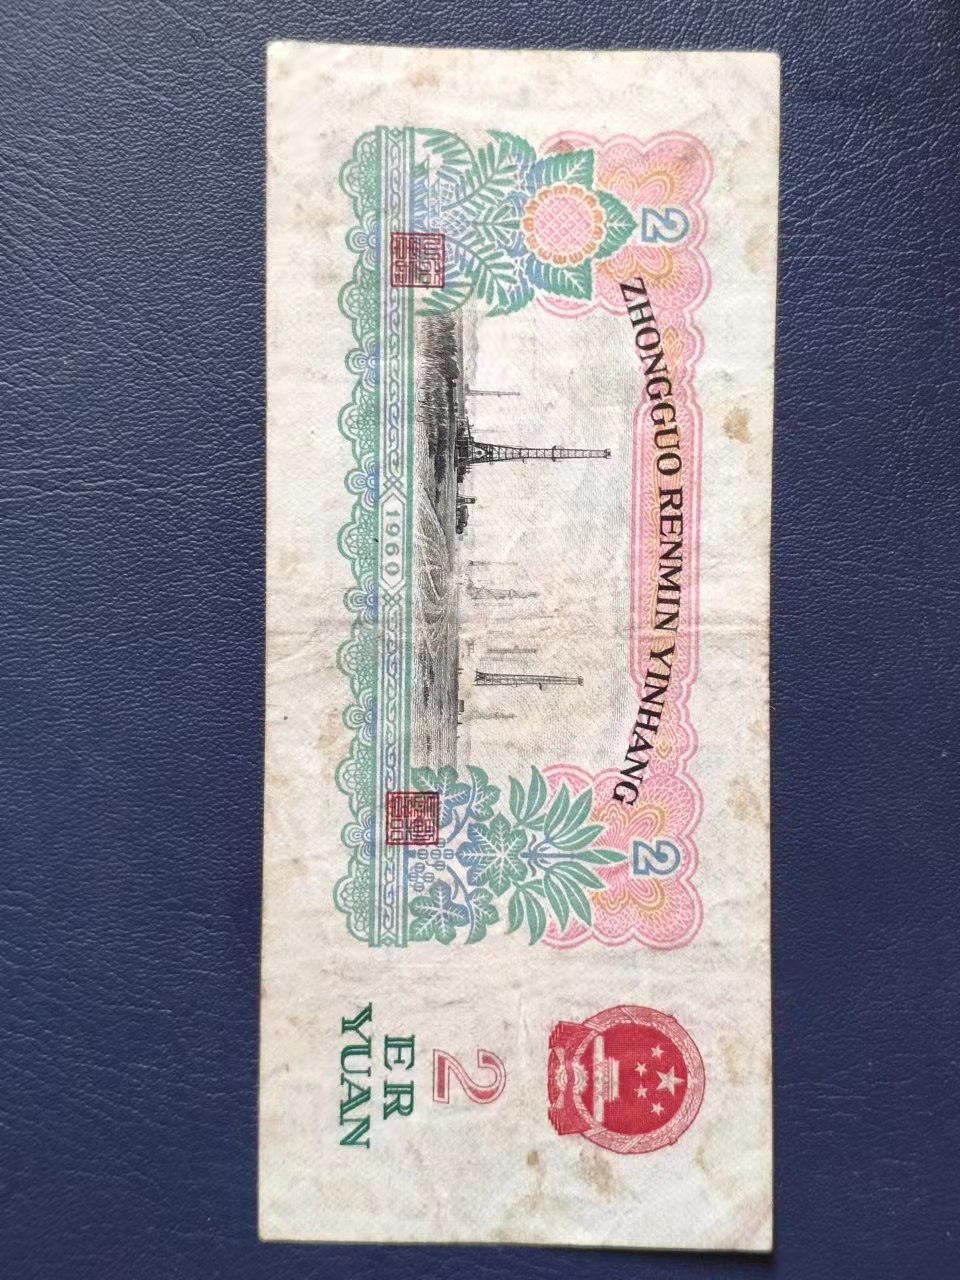 ZHONGGUO RENMIN YINHANG
2
2
1960
2
ER
YUAN